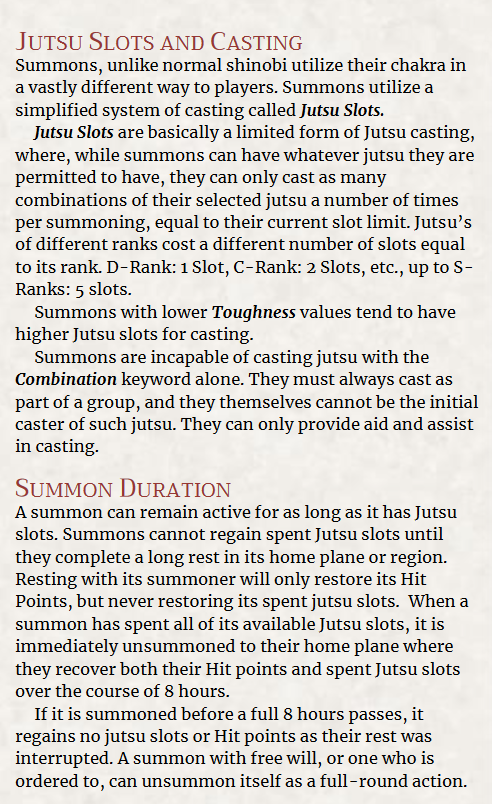 Jutsu Slots and Casting
Summons, unlike normal shinobi utilize their chakra in
a vastly different way to players. Summons utilize a
simplified system of casting called Jutsu Slots.
Jutsu Slots are basically a limited form of Jutsu casting,
where, while summons can have whatever jutsu they are
permitted to have, they can only cast as many
combinations of their selected jutsu a number of times
per summoning, equal to their current slot limit. Jutsu's
of different ranks cost a different number of slots equal
to its rank. D-Rank: 1 Slot, C-Rank: 2 Slots, etc., up to S-
Ranks: 5 slots.
Summons with lower Toughness values tend to have
higher Jutsu slots for casting.
Summons are incapable of casting jutsu with the
Combination keyword alone. They must always cast as
part of a group, and they themselves cannot be the initial
caster of such jutsu. They can only provide aid and assist
in casting.
Summon Duration
A summon can remain active for as long as it has Jutsu
slots. Summons cannot regain spent Jutsu slots until
they complete a long rest in its home plane or region.
Resting with its summoner will only restore its Hit
Points, but never restoring its spent jutsu slots. When a
summon has spent all of its available Jutsu slots, it is
immediately unsummoned to their home plane where
they recover both their Hit points and spent Jutsu slots
over the course of 8 hours.
If it is summoned before a full 8 hours passes, it
regains no jutsu slots or Hit points as their rest was
interrupted. A summon with free will, or one who is
ordered to, can unsummon itself as a full-round action.